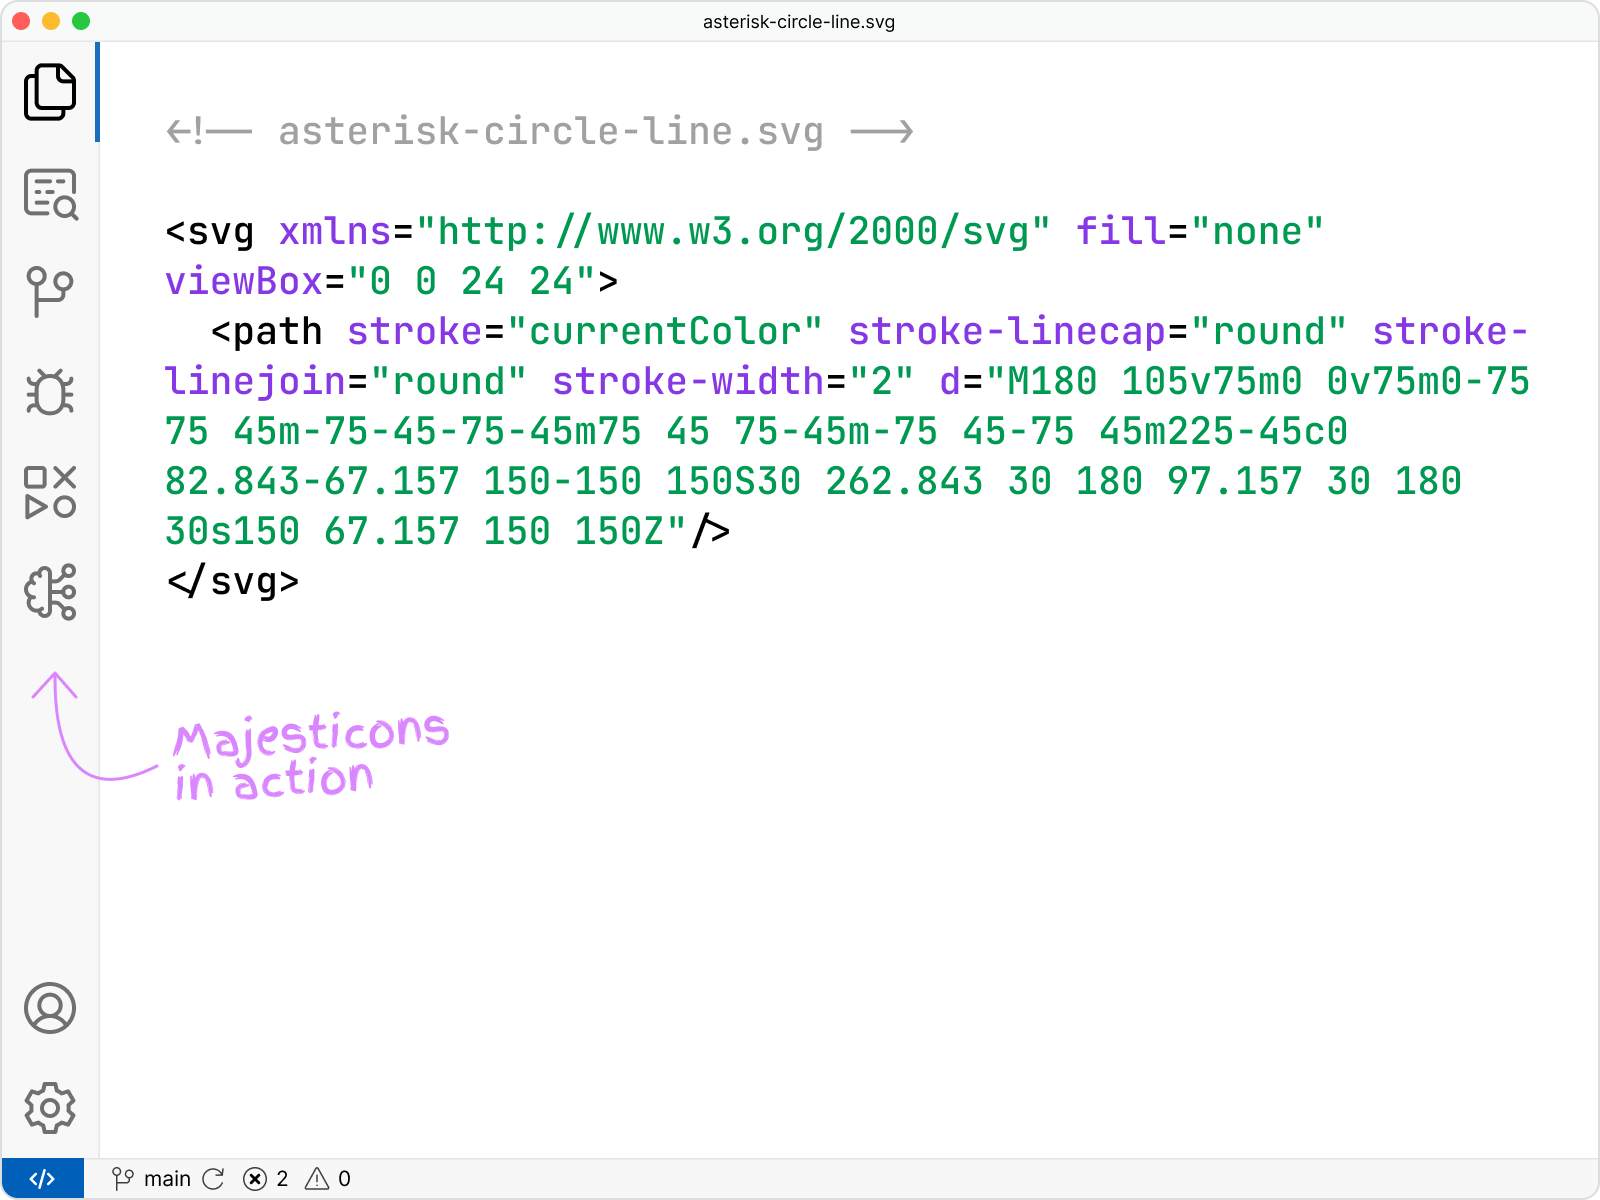 asterisk-circle-line.svg
<!-- asterisk-circle-line.svg -->
<svg xmlns="http://www.w3.org/2000/svg" fill="none"
viewBox="0 0 24 24">
  <path stroke="currentColor" stroke-linecap="round" stroke-
linejoin="round" stroke-width="2" d="M180 105v75m0 0v75m0-75
75 45m-75-45-75-45m75 45 75-45m-75 45-75 45m225-45c0
82.843-67.157 150-150 150S30 262.843 30 180 97.157 30 180
30s150 67.157 150 150Z"/>
</svg>
Majesticons
in action
main 2 0